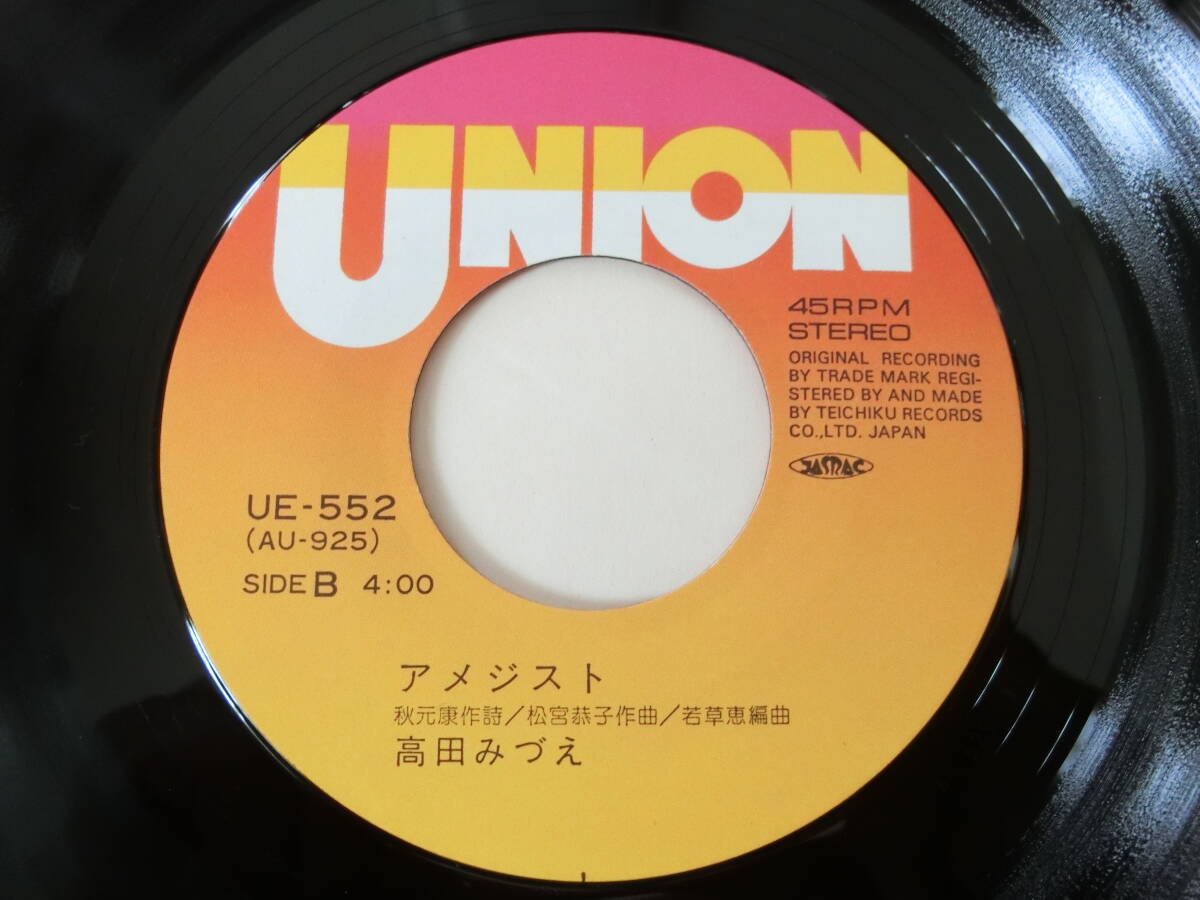 UNION
45RPM
STEREO
ORIGINAL RECORDING
BY TRADE MARK REGI-
STERED BY AND MADE
BY TEICHIKU RECORDS
CO.,LTD. JAPAN
JASRAC
UE-552
(AU-925)
SIDE B 4:00
アメジスト
秋元康作詩/松宮恭子作曲/若草恵編曲
高田みづえ